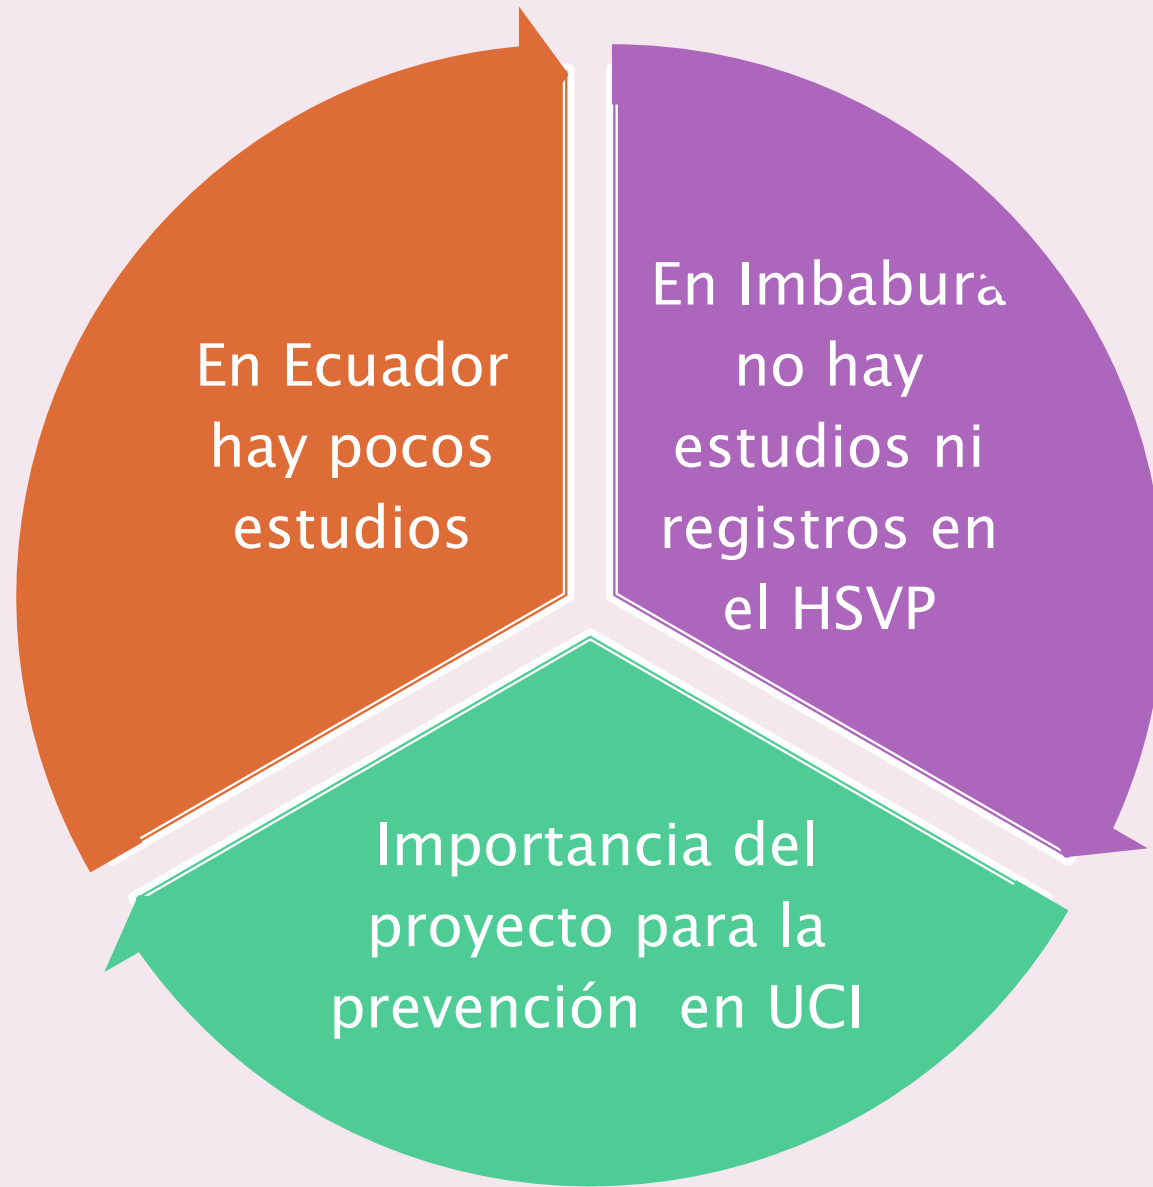 En Ecuador
hay pocos
estudios
En Imbabura
no hay
estudios ni
registros en
el HSVP
Importancia del
proyecto para la
prevención  en UCI